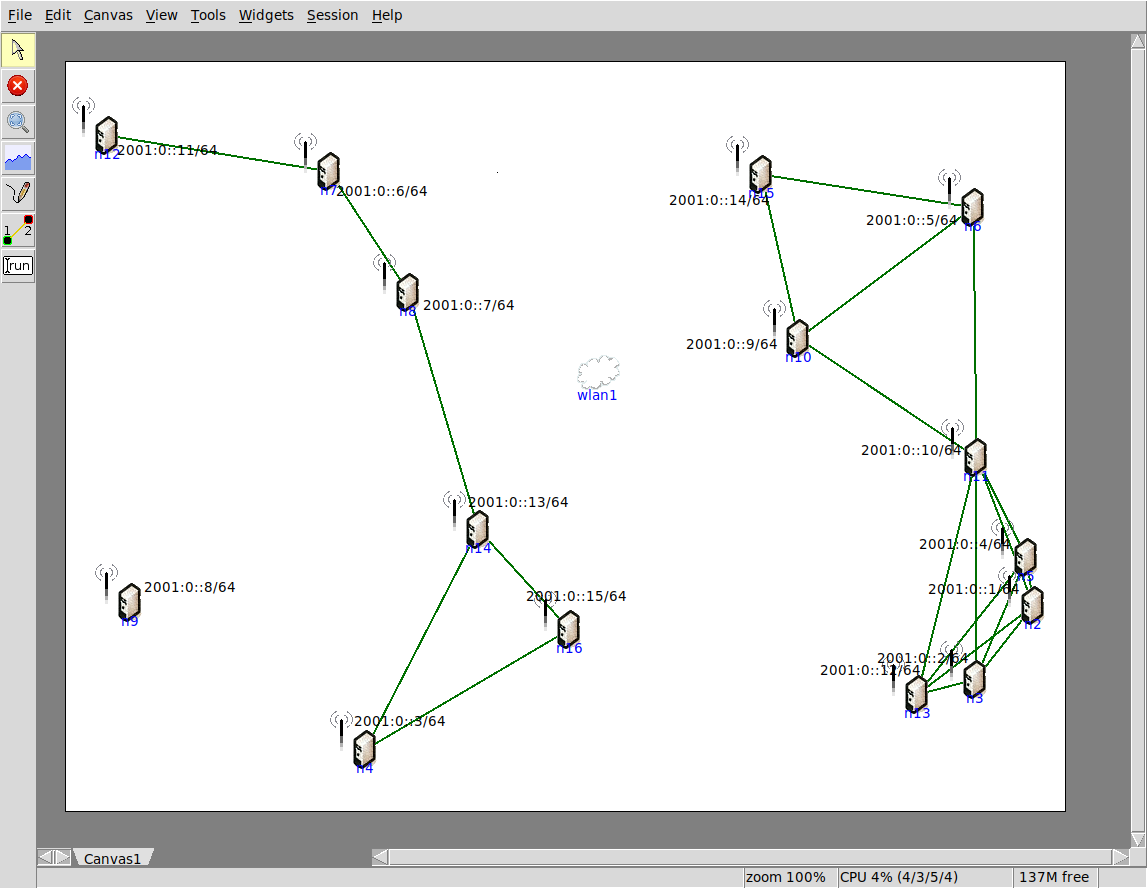 File Edit Canvas View Tools Widgets Session Help
1 2
run
n12
2001:0::11/64
n7
2001:0::6/64
n8
2001:0::7/64
n15
2001:0::14/64
2001:0::5/64
n6
2001:0::9/64
n10
wlan1
2001:0::10/64
n11
2001:0::13/64
n14
2001:0::4/64
n5
2001:0::8/64
n9
2001:0::1/64
n2
2001:0::15/64
n16
2001:0::2/64
n3
2001:0::12/64
n13
2001:0::3/64
n4
Canvas1
zoom 100% CPU 4% (4/3/5/4) 137M free